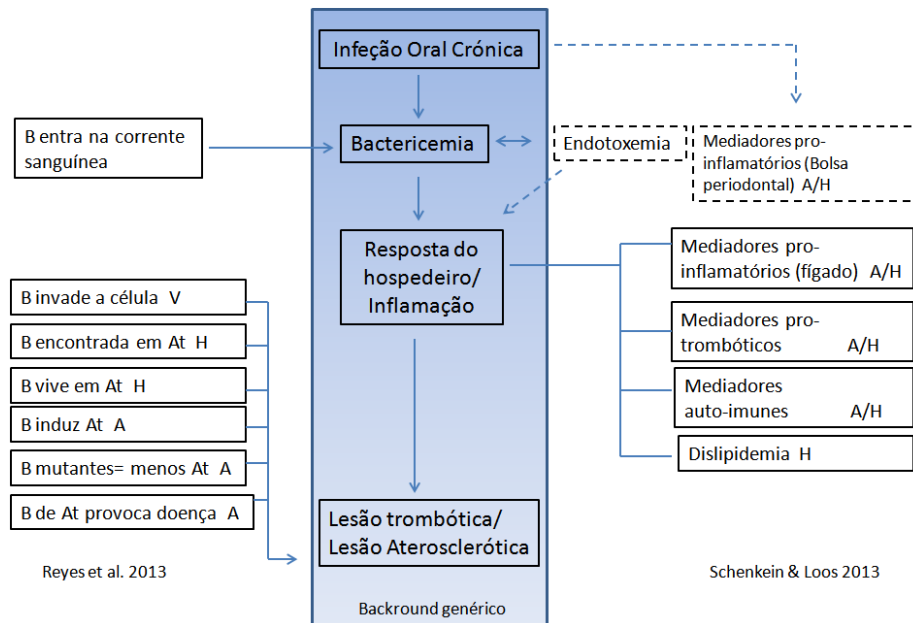 Infeção Oral Crónica
B entra na corrente
sanguínea
Bactericemia
Endotoxemia
Mediadores pro-
inflamatórios (Bolsa
periodontal) A/H
Resposta do
hospedeiro/
Inflamação
Mediadores pro-
inflamatórios (fígado) A/H
Mediadores pro-
trombóticos A/H
Mediadores
auto-imunes A/H
Dislipidemia H
B invade a célula V
B encontrada em At H
B vive em At H
B induz At A
B mutantes= menos At A
B de At provoca doença A
Lesão trombótica/
Lesão Aterosclerótica
Reyes et al. 2013
Schenkein & Loos 2013
Backround genérico